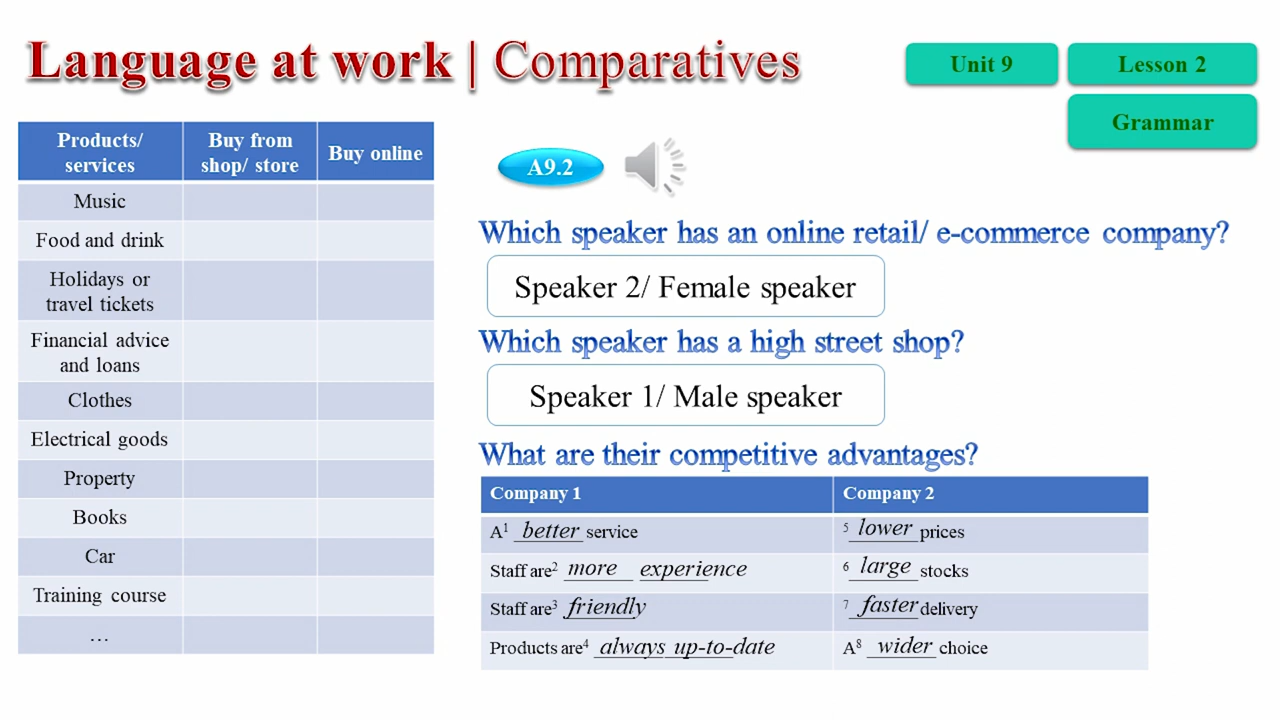 Language at work | Comparatives
Unit 9
Lesson 2
Grammar
Products/
services
Buy from
shop/ store
Buy online
Music
Food and drink
Holidays or
travel tickets
Financial advice
and loans
Clothes
Electrical goods
Property
Books
Car
Training course
…
A9.2
Which speaker has an online retail/ e-commerce company?
Speaker 2/ Female speaker
Which speaker has a high street shop?
Speaker 1/ Male speaker
What are their competitive advantages?
Company 1
Company 2
A1 better service
5 lower prices
Staff are2 more experience
6 large stocks
Staff are3 friendly
7 faster delivery
Products are4 always up-to-date
A8 wider choice